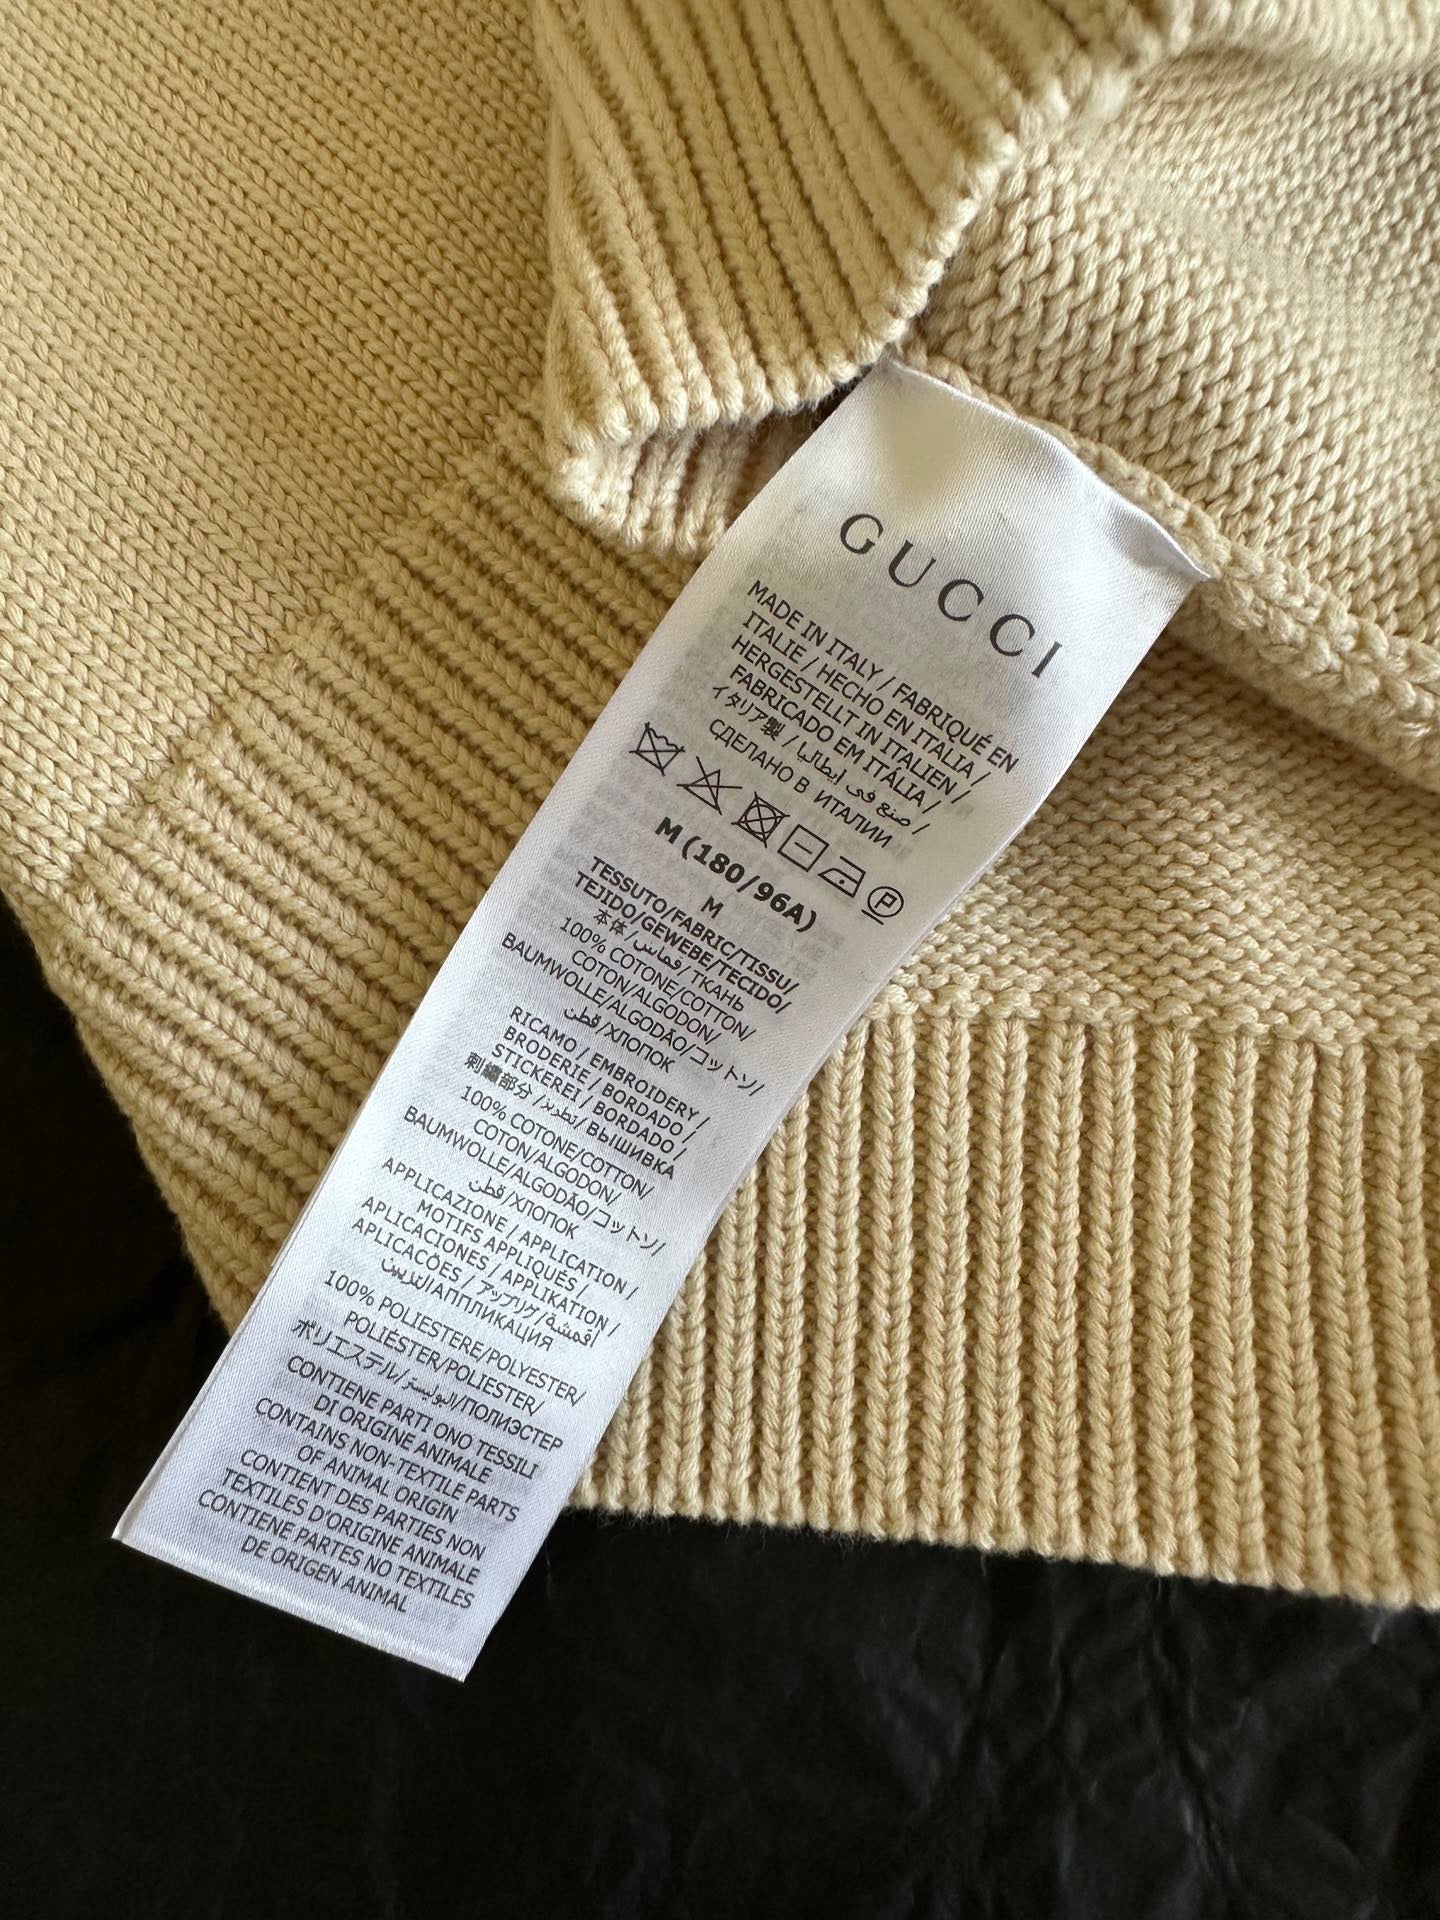 GUCCI
MADE IN ITALY / FABRIQUÉ EN
ITALIE / HECHO EN ITALIA /
HERGESTELLT IN ITALIEN /
FABRICADO EM ITÁLIA /
イタリア製 / صنع في ايطاليا /
СДЕЛАНО В ИТАЛИИ
P
M (180/96A)
M
TESSUTO/FABRIC/TISSU/
TEJIDO/GEWEBE/TECIDO/
本体/قماش/ТКАНЬ
100% COTONE/COTTON/
COTON/ALGODON/
BAUMWOLLE/ALGODÃO/コットン/
قطن/ХЛОПОК
RICAMO / EMBROIDERY /
BRODERIE / BORDADO /
STICKEREI / BORDADO /
刺繍部分 / تطريز / ВЫШИВКА
100% COTONE/COTTON/
COTON/ALGODON/
BAUMWOLLE/ALGODÃO/コットン/
قطن/ХЛОПОК
APPLICAZIONE / APPLICATION /
MOTIFS APPLIQUÉS /
APLICACIONES / APPLIKATION /
APLICAÇÕES / アップリケ/أقمشة
التزيين/АППЛИКАЦИЯ
100% POLIESTERE/POLYESTER/
POLIÉSTER/POLIESTER/
ポリエステル/البوليستر/ПОЛИЭСТЕР
CONTIENE PARTI ONO TESSILI
DI ORIGINE ANIMALE
CONTAINS NON-TEXTILE PARTS
OF ANIMAL ORIGIN
CONTIENT DES PARTIES NON
TEXTILES D'ORIGINE ANIMALE
CONTIENE PARTES NO TEXTILES
DE ORIGEN ANIMAL